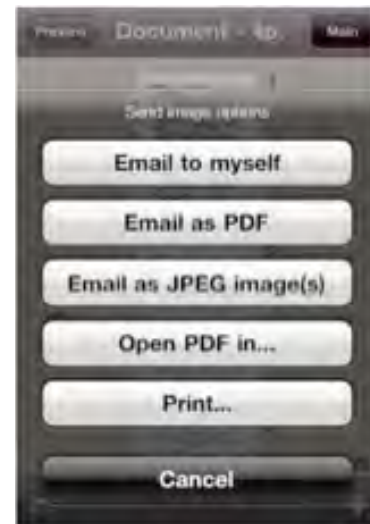 Document - 4p. Main
Send image options
Email to myself
Email as PDF
Email as JPEG image(s)
Open PDF in...
Print...
Cancel